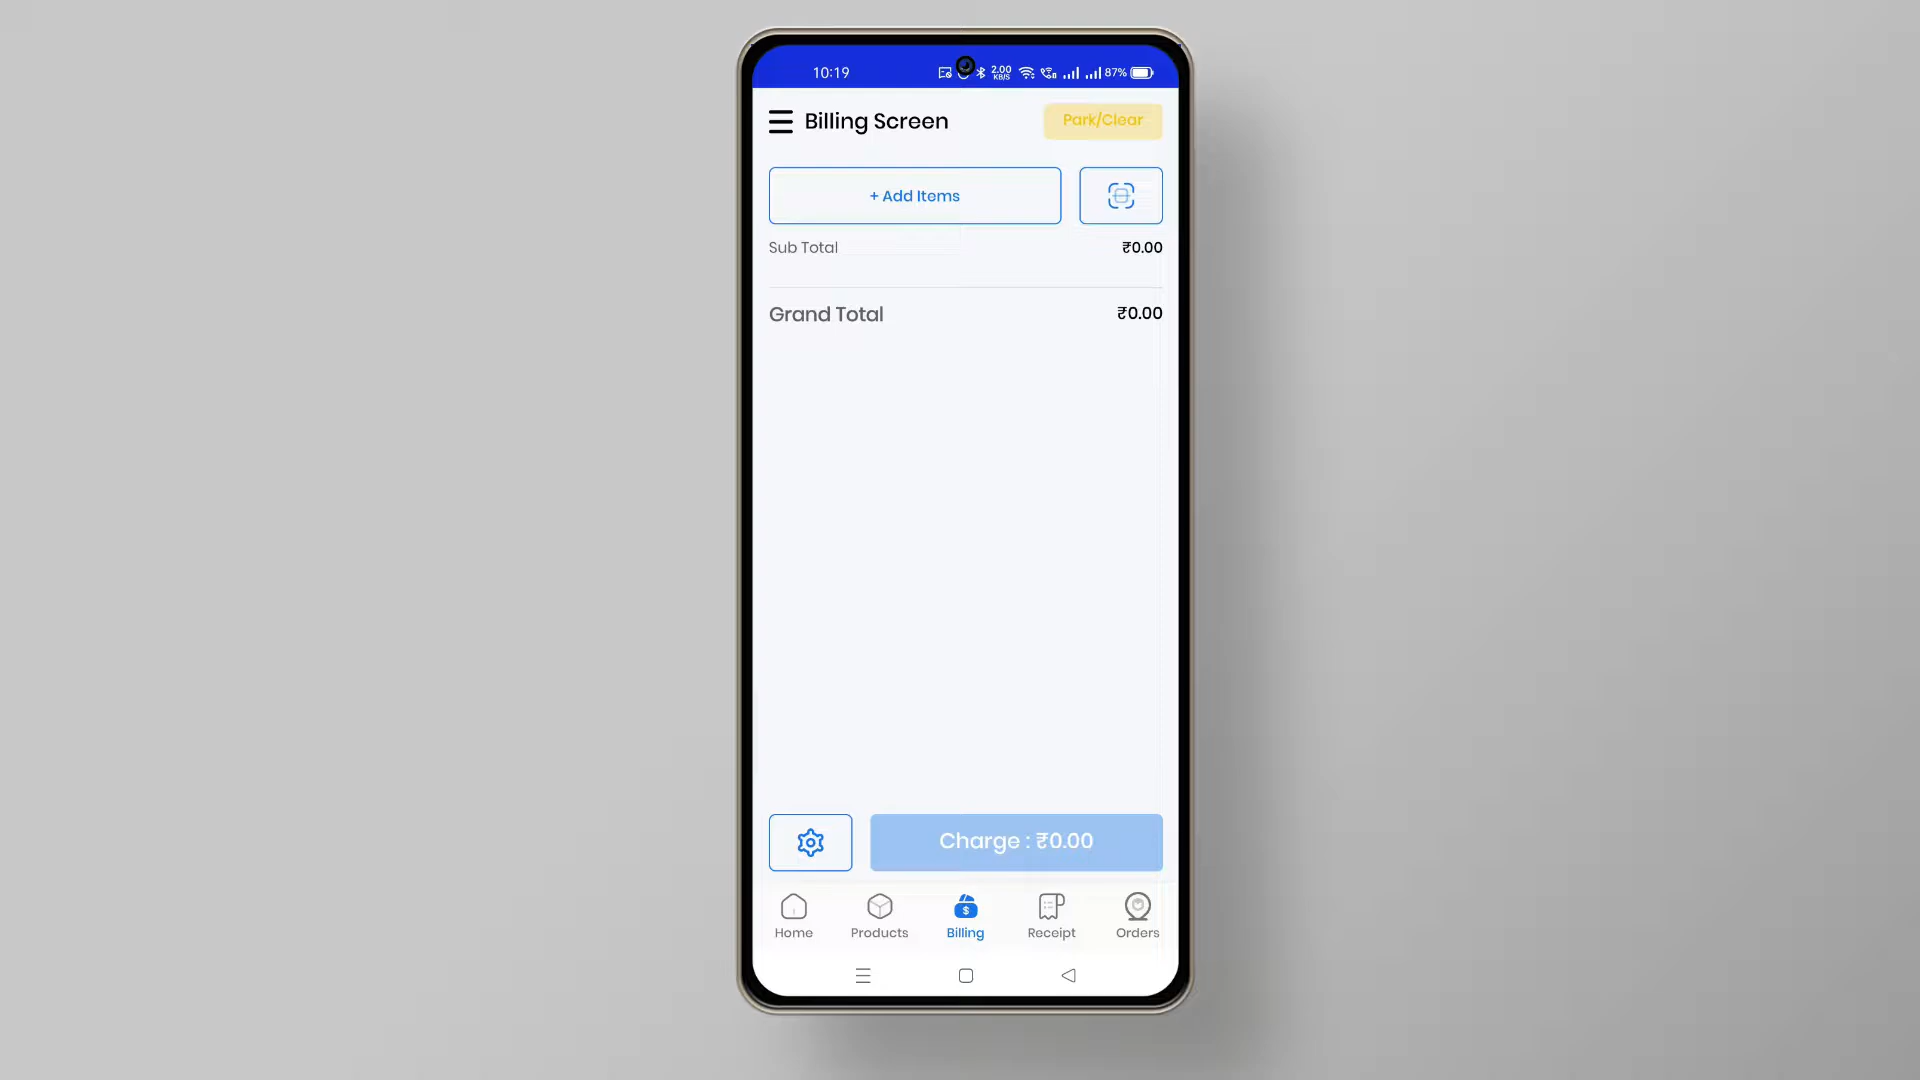 10:19
2.00
KB/S
87%
Billing Screen
Park/Clear
+ Add Items
Sub Total
₹0.00
Grand Total
₹0.00
Charge : ₹0.00
Home
Products
Billing
Receipt
Orders